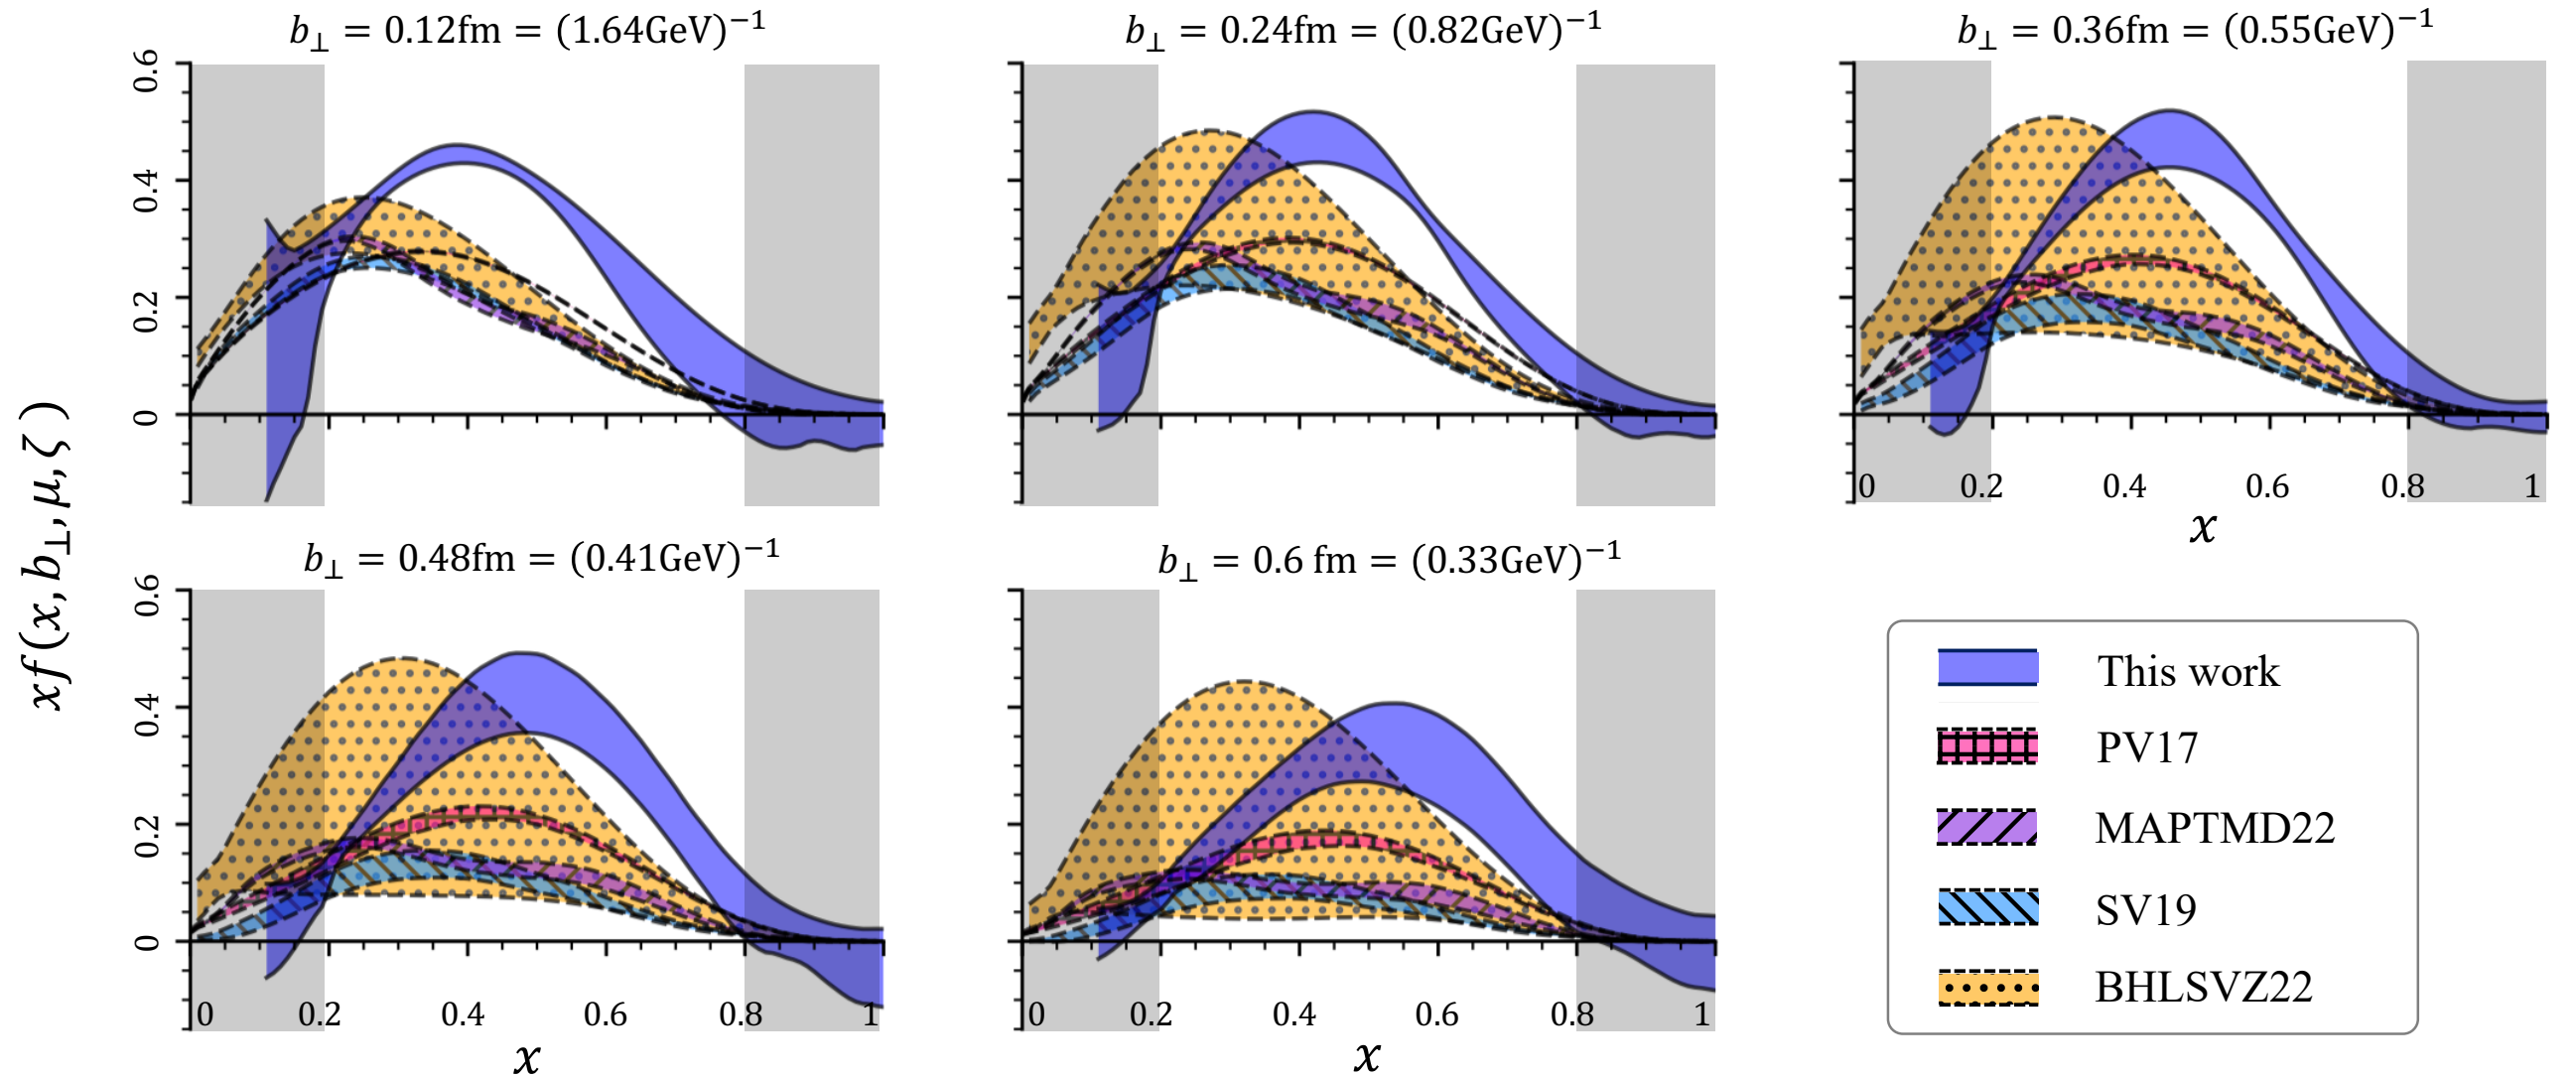 b⊥ = 0.12fm = (1.64GeV)⁻¹
b⊥ = 0.24fm = (0.82GeV)⁻¹
b⊥ = 0.36fm = (0.55GeV)⁻¹
0.6
0.4
0.2
0
0 0.2 0.4 0.6 0.8 1
x
xf(x, b⊥, μ, ζ)
b⊥ = 0.48fm = (0.41GeV)⁻¹
b⊥ = 0.6 fm = (0.33GeV)⁻¹
0.6
0.4
0.2
0
0 0.2 0.4 0.6 0.8 1
x
0 0.2 0.4 0.6 0.8 1
x
This work
PV17
MAPTMD22
SV19
BHLSVZ22